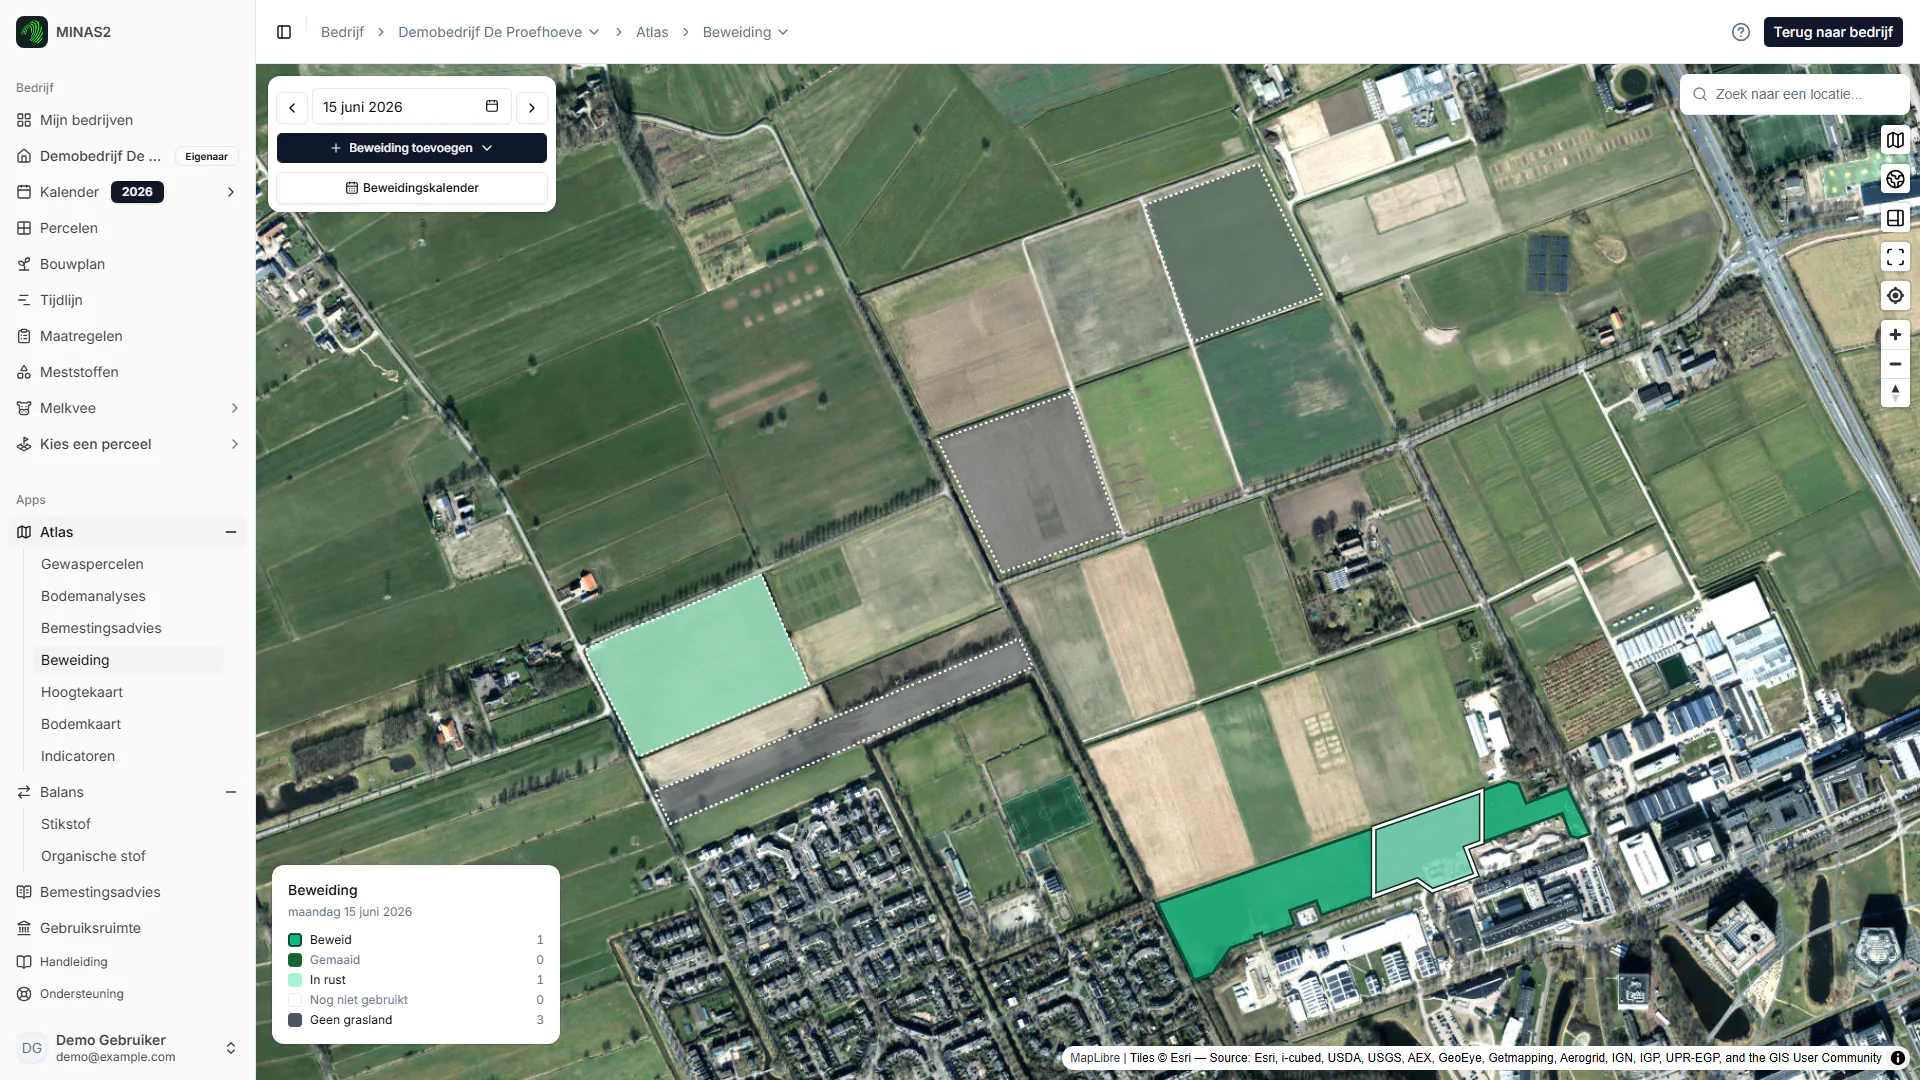 MINAS2
Bedrijf
Mijn bedrijven
Demobedrijf De ... Eigenaar
Kalender 2026
Percelen
Bouwplan
Tijdlijn
Maatregelen
Meststoffen
Melkvee
Kies een perceel
Apps
Atlas
Gewaspercelen
Bodemanalyses
Bemestingsadvies
Beweiding
Hoogtekaart
Bodemkaart
Indicatoren
Balans
Stikstof
Organische stof
Bemestingsadvies
Gebruiksruimte
Handleiding
Ondersteuning
DG Demo Gebruiker
demo@example.com
Bedrijf Demobedrijf De Proefhoeve Atlas Beweiding
Terug naar bedrijf
15 juni 2026
Beweiding toevoegen
Beweidingskalender
Zoek naar een locatie...
Beweiding
maandag 15 juni 2026
Beweid 1
Gemaaid 0
In rust 1
Nog niet gebruikt 0
Geen grasland 3
MapLibre | Tiles © Esri — Source: Esri, i-cubed, USDA, USGS, AEX, GeoEye, Getmapping, Aerogrid, IGN, IGP, UPR-EGP, and the GIS User Community